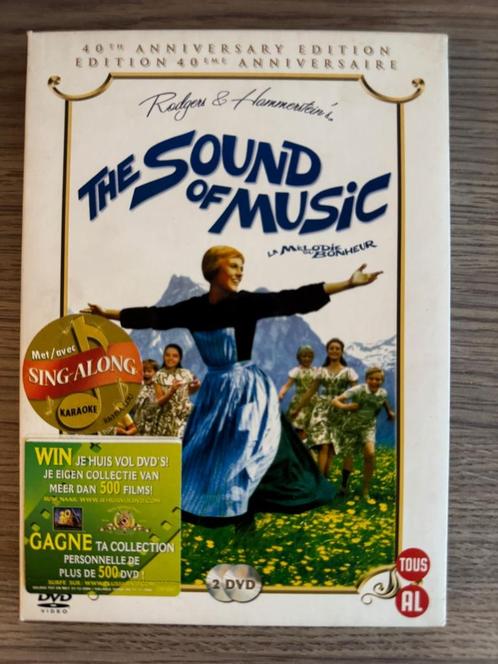 40TH ANNIVERSARY EDITION
EDITION 40EME ANNIVERSAIRE
Rodgers & Hammerstein's
THE SOUND
OF MUSIC
LA MELODIE DU BONHEUR
Met/avec
SING-ALONG
KARAOKE
WIN JE HUIS VOL DVD'S!
JE EIGEN COLLECTIE VAN
MEER DAN 500 FILMS!
GAGNE TA COLLECTION
PERSONNELLE DE
PLUS DE 500 DVD!
DVD
VIDEO
2 DVD
TOUS
AL